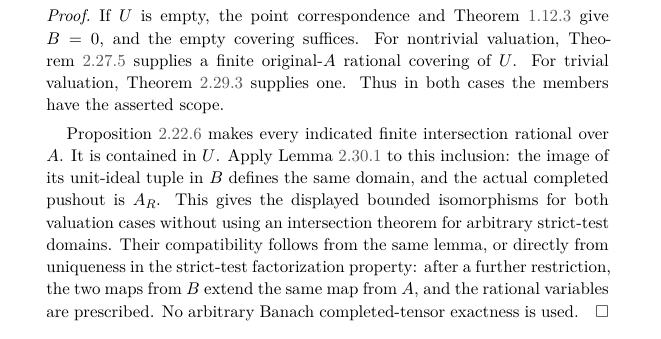 Proof. If U is empty, the point correspondence and Theorem 1.12.3 give
B = 0, and the empty covering suffices. For nontrivial valuation, Theo-
rem 2.27.5 supplies a finite original-A rational covering of U. For trivial
valuation, Theorem 2.29.3 supplies one. Thus in both cases the members
have the asserted scope.
Proposition 2.22.6 makes every indicated finite intersection rational over
A. It is contained in U. Apply Lemma 2.30.1 to this inclusion: the image of
its unit-ideal tuple in B defines the same domain, and the actual completed
pushout is A_R. This gives the displayed bounded isomorphisms for both
valuation cases without using an intersection theorem for arbitrary strict-test
domains. Their compatibility follows from the same lemma, or directly from
uniqueness in the strict-test factorization property: after a further restriction,
the two maps from B extend the same map from A, and the rational variables
are prescribed. No arbitrary Banach completed-tensor exactness is used. □